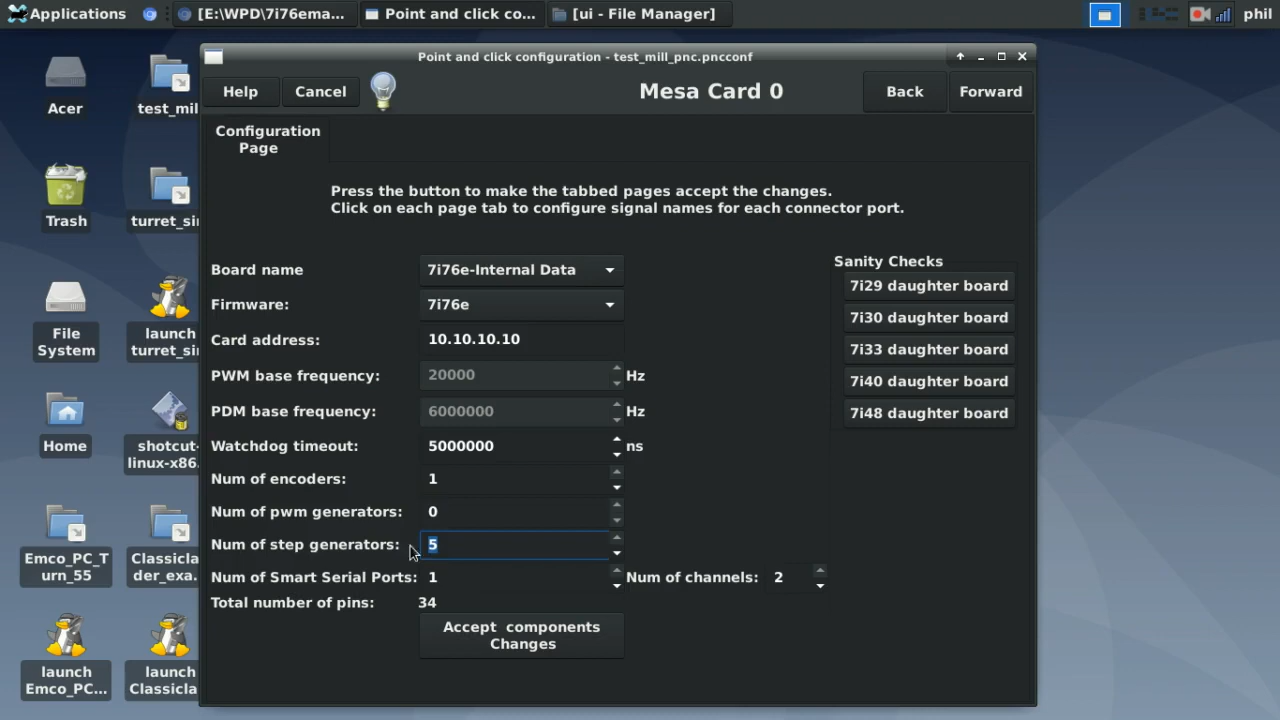 Applications
[E:\WPD\7i76ema...
Point and click co...
[ui - File Manager]
phil
Point and click configuration - test_mill_pnc.pncconf
Help
Cancel
Mesa Card 0
Back
Forward
Configuration
Page
Press the button to make the tabbed pages accept the changes.
Click on each page tab to configure signal names for each connector port.
Board name
7i76e-Internal Data
Firmware:
7i76e
Card address:
10.10.10.10
PWM base frequency:
20000
Hz
PDM base frequency:
6000000
Hz
Watchdog timeout:
5000000
ns
Num of encoders:
1
Num of pwm generators:
0
Num of step generators:
5
Num of Smart Serial Ports:
1
Num of channels:
2
Total number of pins:
34
Accept components
Changes
Sanity Checks
7i29 daughter board
7i30 daughter board
7i33 daughter board
7i40 daughter board
7i48 daughter board
Acer
test_mil
Trash
turret_sin
File
System
launch
turret_sin
Home
shotcut-
linux-x86.
Emco_PC_T
urn_55
Classicla
der_exa.
launch
Emco_PC...
launch
Classicla